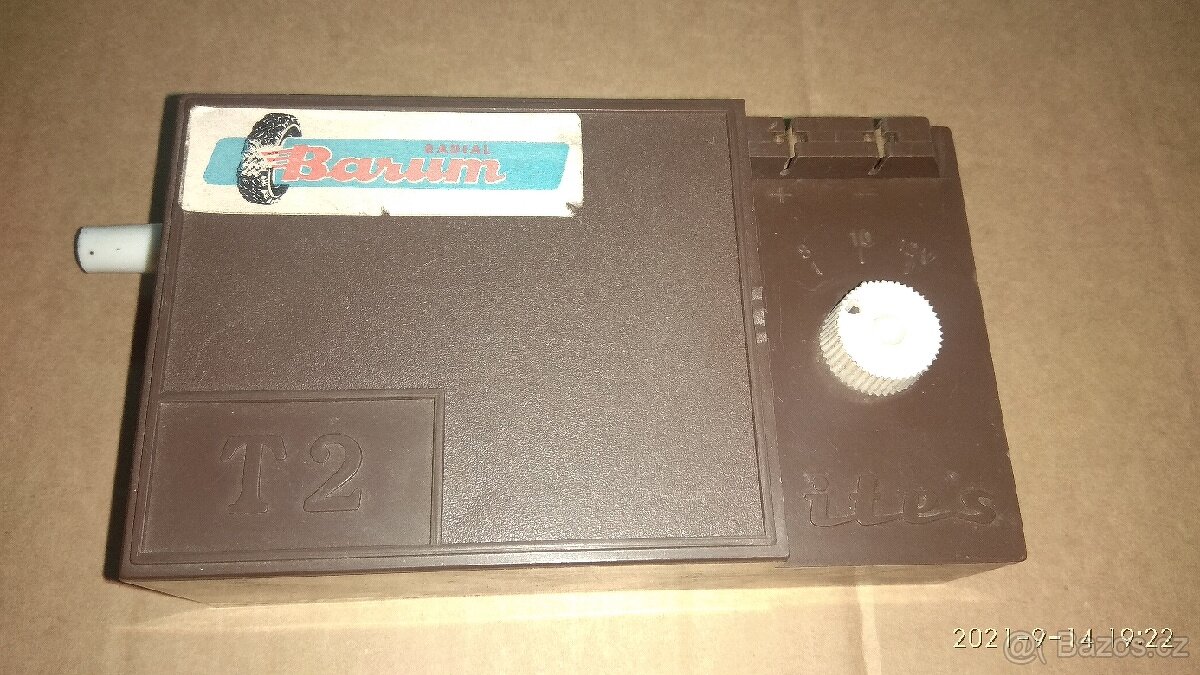 RADIAL
Barum
+ -
8 10 12V
T2
ites
2021-9-14 19:22
@Bazos.cz